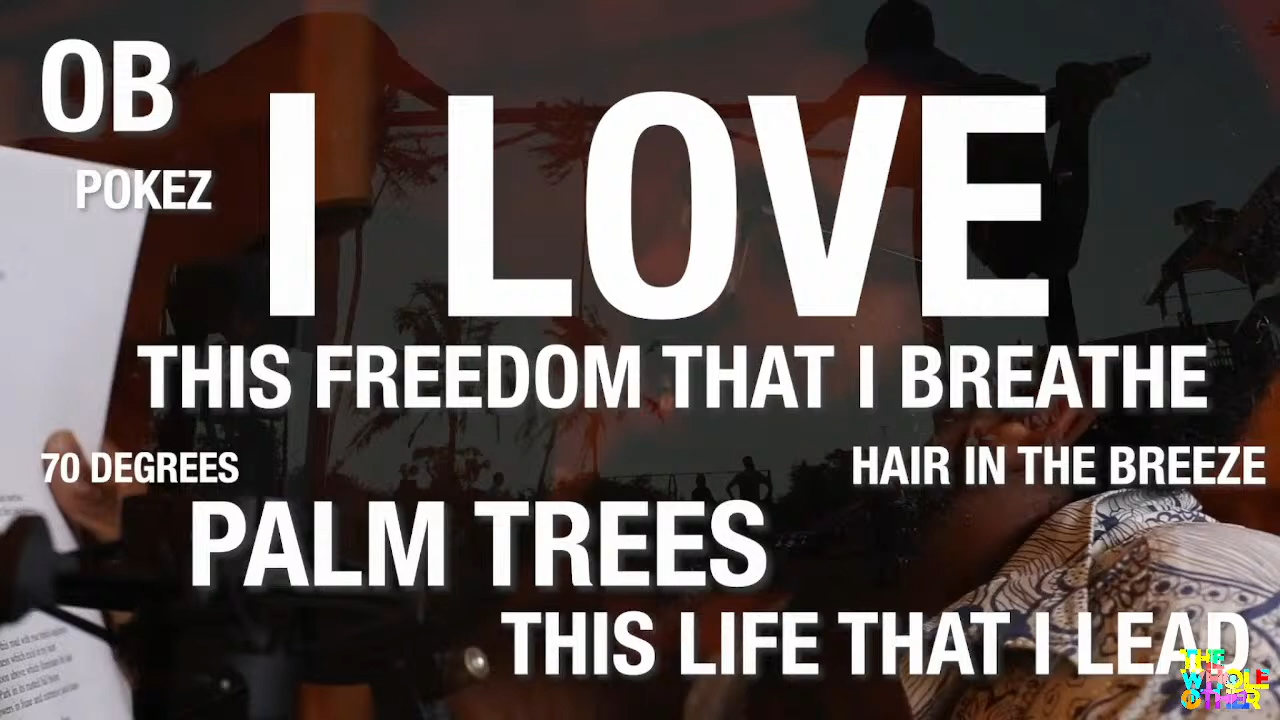 OB
POKEZ
I LOVE
THIS FREEDOM THAT I BREATHE
70 DEGREES
HAIR IN THE BREEZE
PALM TREES
THIS LIFE THAT I LEAD
THE
WHOLE
OTHER